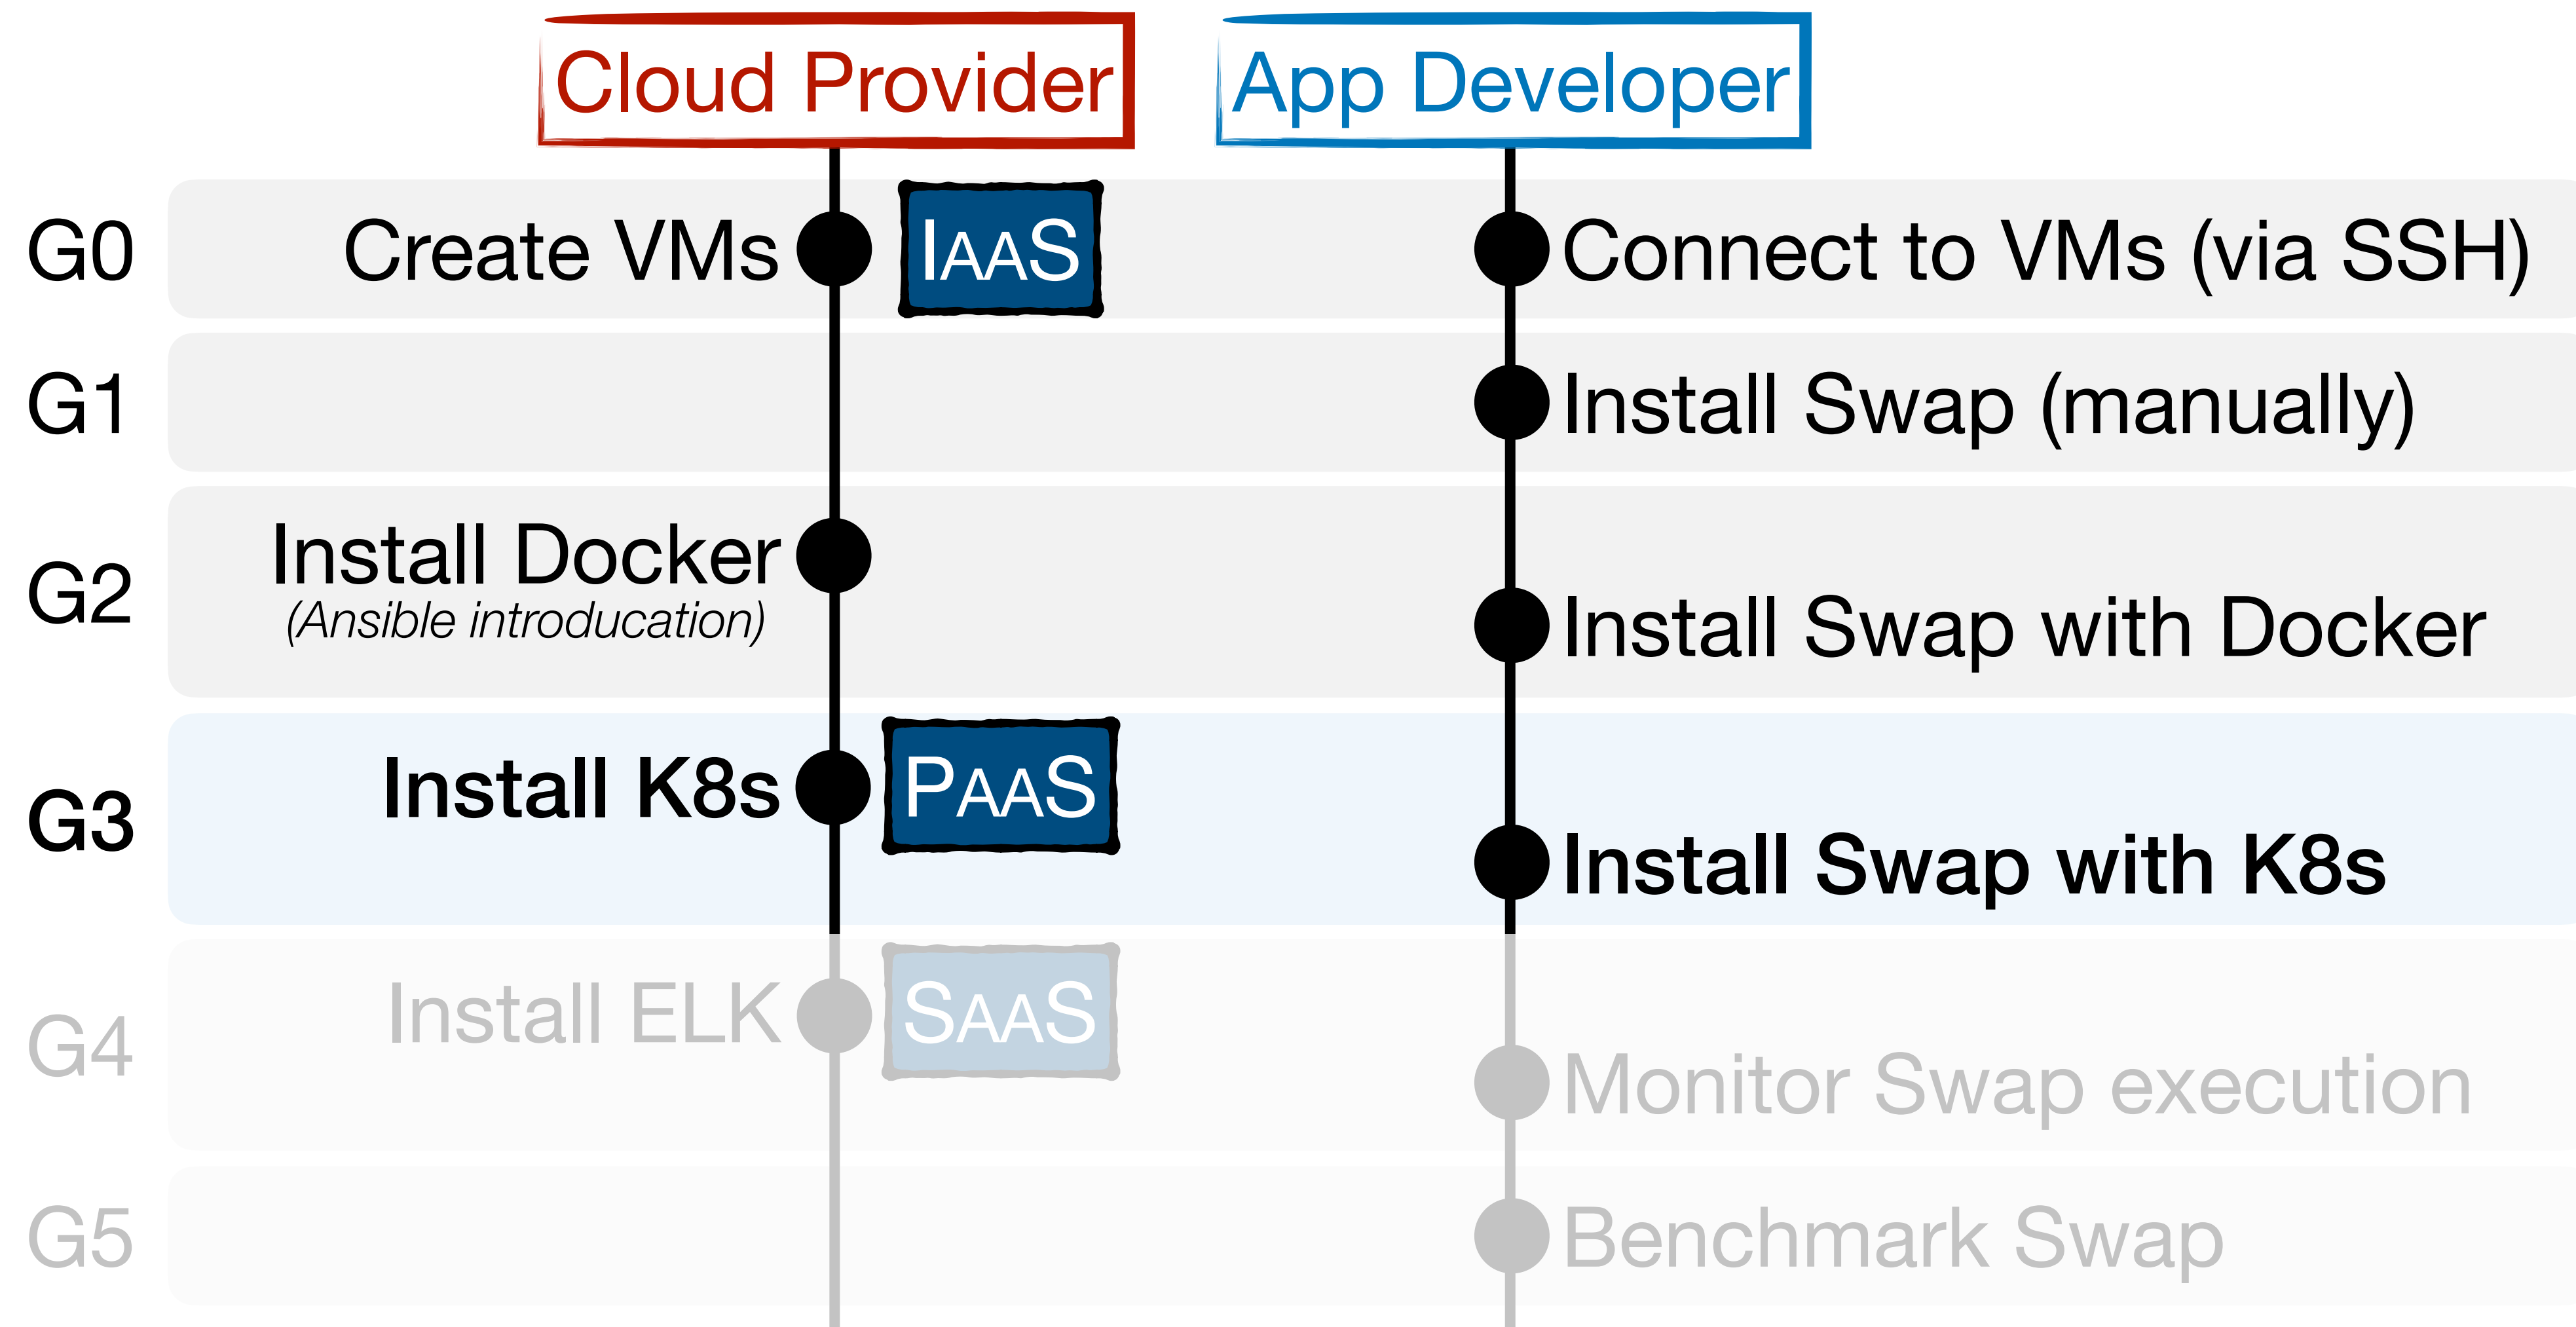 Cloud Provider
App Developer
G0
Create VMs
IAAS
Connect to VMs (via SSH)
G1
Install Swap (manually)
G2
Install Docker
(Ansible introducation)
Install Swap with Docker
G3
Install K8s
PAAS
Install Swap with K8s
G4
Install ELK
SAAS
Monitor Swap execution
G5
Benchmark Swap